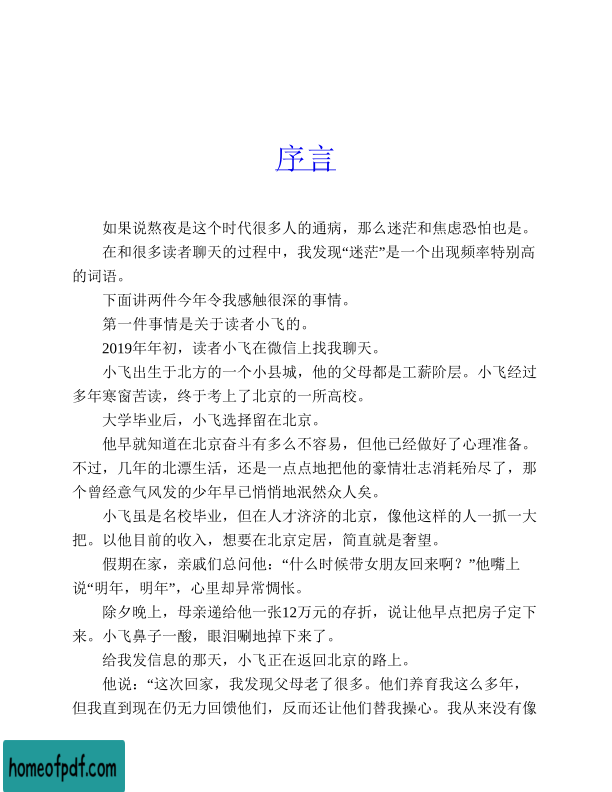 序言
如果说熬夜是这个时代很多人的通病，那么迷茫和焦虑恐怕也是。
在和很多读者聊天的过程中，我发现“迷茫”是一个出现频率特别高
的词语。
下面讲两件今年令我感触很深的事情。
第一件事情是关于读者小飞的。
2019年年初，读者小飞在微信上找我聊天。
小飞出生于北方的一个小县城，他的父母都是工薪阶层。小飞经过
多年寒窗苦读，终于考上了北京的一所高校。
大学毕业后，小飞选择留在北京。
他早就知道在北京奋斗有多么不容易，但他已经做好了心理准备。
不过，几年的北漂生活，还是一点点地把他的豪情壮志消耗殆尽了，那
个曾经意气风发的少年早已悄悄地泯然众人矣。
小飞虽是名校毕业，但在人才济济的北京，像他这样的人一抓一大
把。以他目前的收入，想要在北京定居，简直就是奢望。
假期在家，亲戚们总问他：“什么时候带女朋友回来啊？”他嘴上
说“明年，明年”，心里却异常惆怅。
除夕晚上，母亲递给他一张12万元的存折，说让他早点把房子定下
来。小飞鼻子一酸，眼泪唰地掉下来了。
给我发信息的那天，小飞正在返回北京的路上。
他说：“这次回家，我发现父母老了很多。他们养育我这么多年，
但我直到现在仍无力回馈他们，反而还让他们替我操心。我从来没有像
homeofpdf.com